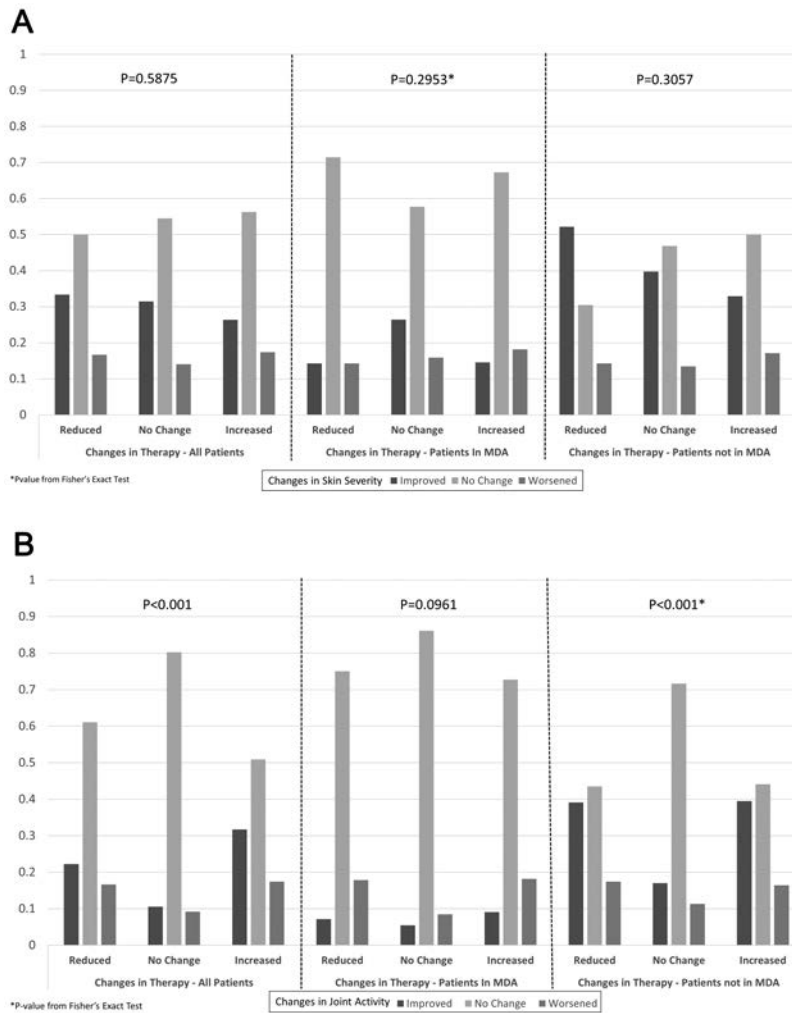 A
1
P=0.5875 P=0.2953* P=0.3057
0.9
0.8
0.7
0.6
0.5
0.4
0.3
0.2
0.1
0
Reduced No Change Increased Reduced No Change Increased Reduced No Change Increased
Changes in Therapy - All Patients Changes in Therapy - Patients In MDA Changes in Therapy - Patients not in MDA
*Pvalue from Fisher's Exact Test
Changes in Skin Severity Improved No Change Worsened
B
1
P<0.001 P=0.0961 P<0.001*
0.9
0.8
0.7
0.6
0.5
0.4
0.3
0.2
0.1
0
Reduced No Change Increased Reduced No Change Increased Reduced No Change Increased
Changes in Therapy - All Patients Changes in Therapy - Patients In MDA Changes in Therapy - Patients not in MDA
*P-value from Fisher's Exact Test
Changes in Joint Activity Improved No Change Worsened